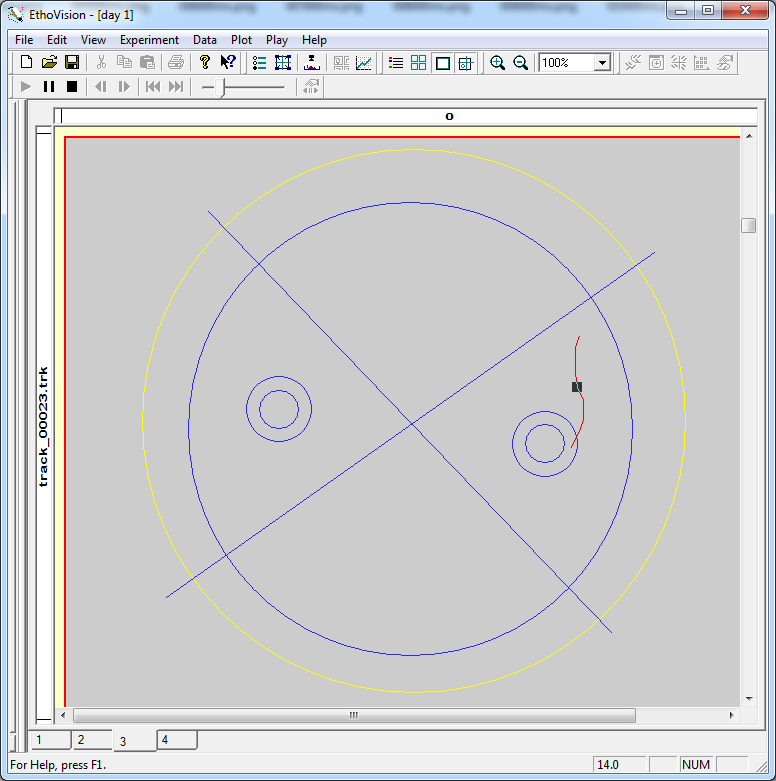 EthoVision - [day 1]
File Edit View Experiment Data Plot Play Help
100%
o
track_00023.trk
1 2 3 4
For Help, press F1.
14.0
NUM